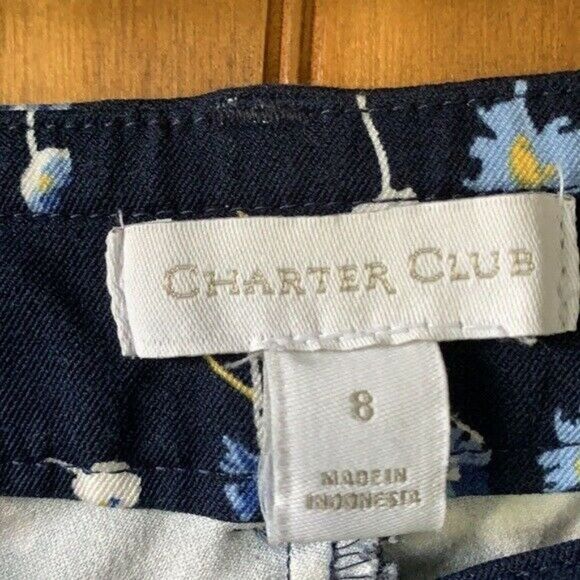 CHARTER CLUB
8
MADE IN
INDONESIA